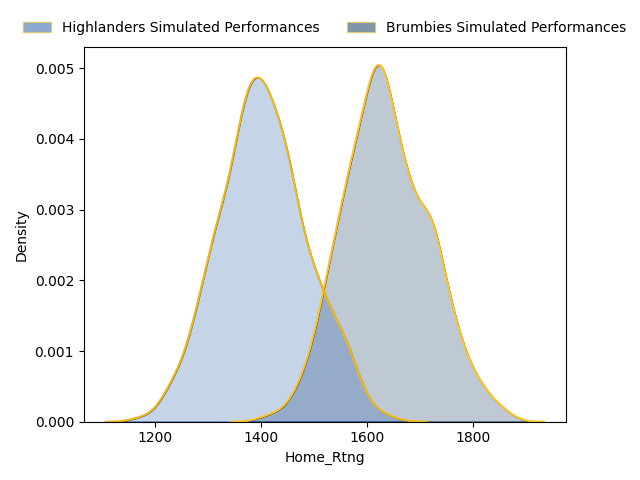 Highlanders Simulated Performances Brumbies Simulated Performances
0.005
0.004
0.003
0.002
0.001
0.000
Density
1200 1400 1600 1800
Home_Rtng